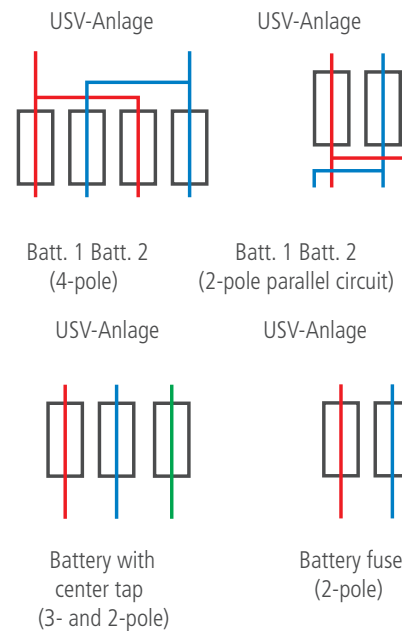 USV-Anlage
USV-Anlage
Batt. 1 Batt. 2
(4-pole)
Batt. 1 Batt. 2
(2-pole parallel circuit)
USV-Anlage
USV-Anlage
Battery with
center tap
(3- and 2-pole)
Battery fuse
(2-pole)